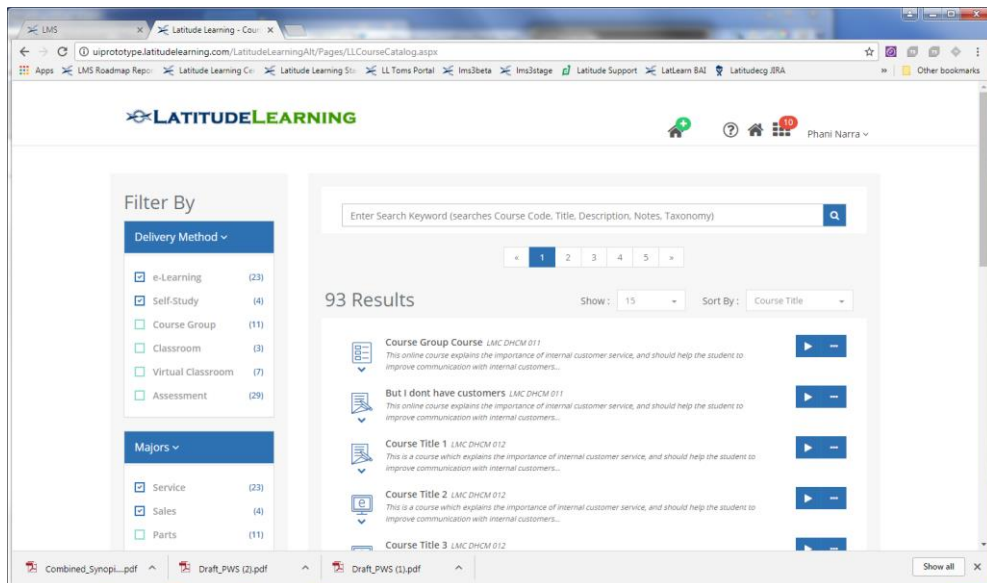 LMS
Latitude Learning - Cour
uiprototype.latitudelearning.com/LatitudeLearningAlt/Pages/LLCourseCatalog.aspx
Apps LMS Roadmap Repor Latitude Learning Ce Latitude Learning Sta LL Toms Portal lms3beta lms3stage Latitude Support LatLearn BAI Latitudecg JIRA » Other bookmarks
LATITUDELEARNING
10
Phani Narra
Filter By
Delivery Method
e-Learning (23)
Self-Study (4)
Course Group (11)
Classroom (3)
Virtual Classroom (7)
Assessment (29)
Majors
Service (23)
Sales (4)
Parts (11)
Enter Search Keyword (searches Course Code, Title, Description, Notes, Taxonomy)
« 1 2 3 4 5 »
93 Results Show : 15 Sort By : Course Title
Course Group Course LMC DHCM 011
This online course explains the importance of internal customer service, and should help the student to
improve communication with internal customers...
But I dont have customers LMC DHCM 011
This online course explains the importance of internal customer service, and should help the student to
improve communication with internal customers...
Course Title 1 LMC DHCM 012
This is a course which explains the importance of internal customer service, and should help the student to
improve communication with internal customers...
Course Title 2 LMC DHCM 012
This is a course which explains the importance of internal customer service, and should help the student to
improve communication with internal customers...
Course Title 3 LMC DHCM 012
Combined_Synopi....pdf Draft_PWS (2).pdf Draft_PWS (1).pdf Show all